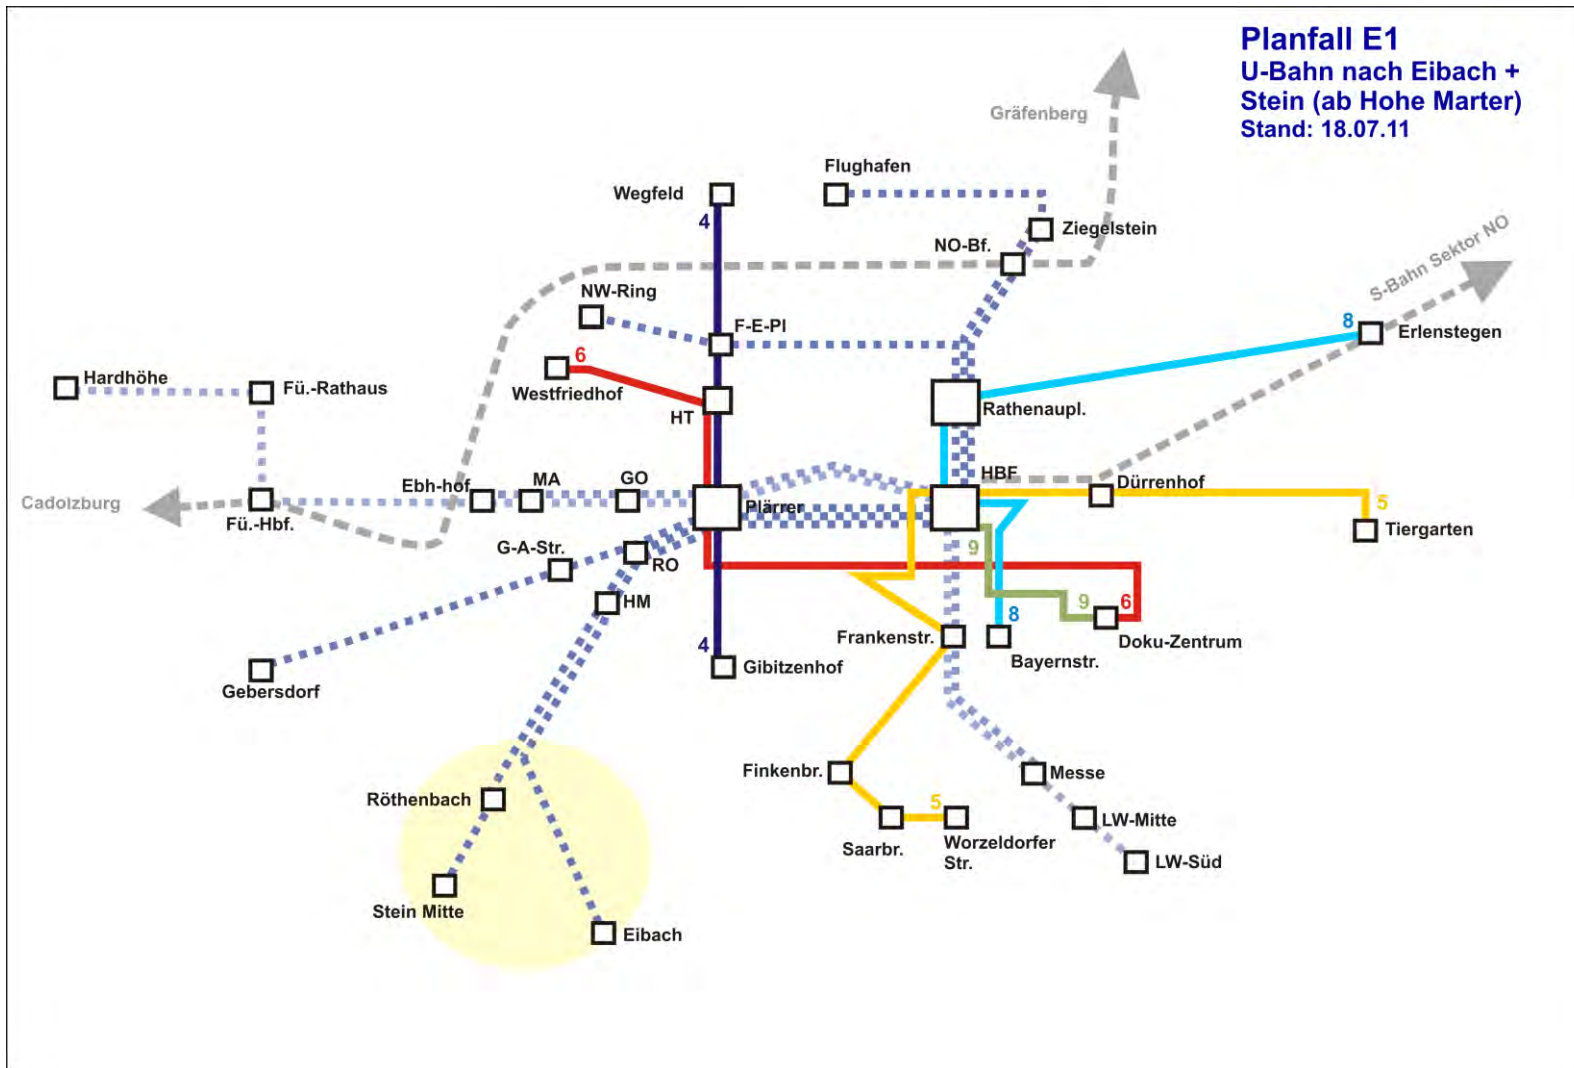 Planfall E1
U-Bahn nach Eibach +
Stein (ab Hohe Marter)
Stand: 18.07.11
Gräfenberg
Flughafen
Wegfeld
4
Ziegelstein
S-Bahn Sektor NO
NO-Bf.
NW-Ring
F-E-Pl
8
Erlenstegen
6
Hardhöhe
Fü.-Rathaus
Westfriedhof
HT
Rathenaupl.
Ebh-hof
MA
GO
HBF
Dürrenhof
Cadolzburg
Fü.-Hbf.
Plärrer
5
Tiergarten
G-A-Str.
RO
9
HM
9
6
8
Frankenstr.
Bayernstr.
Doku-Zentrum
4
Gibitzenhof
Gebersdorf
Finkenbr.
Messe
Röthenbach
5
LW-Mitte
Saarbr.
Worzeldorfer
Str.
LW-Süd
Stein Mitte
Eibach